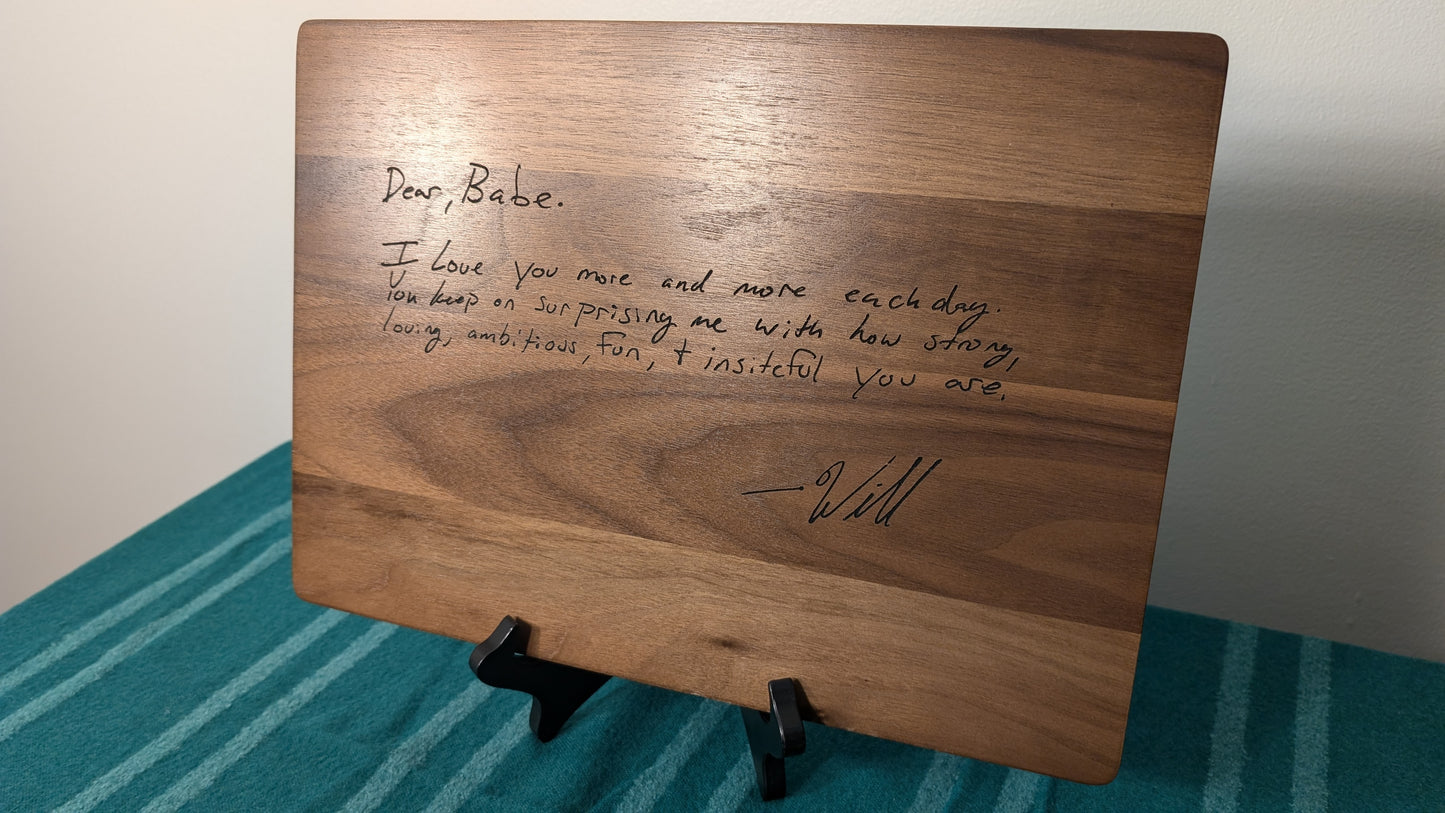 Dear, Babe.
I Love you more and more each day.
You keep on surprising me with how strong,
loving, ambitious, fun, + insiteful you are.
— Will